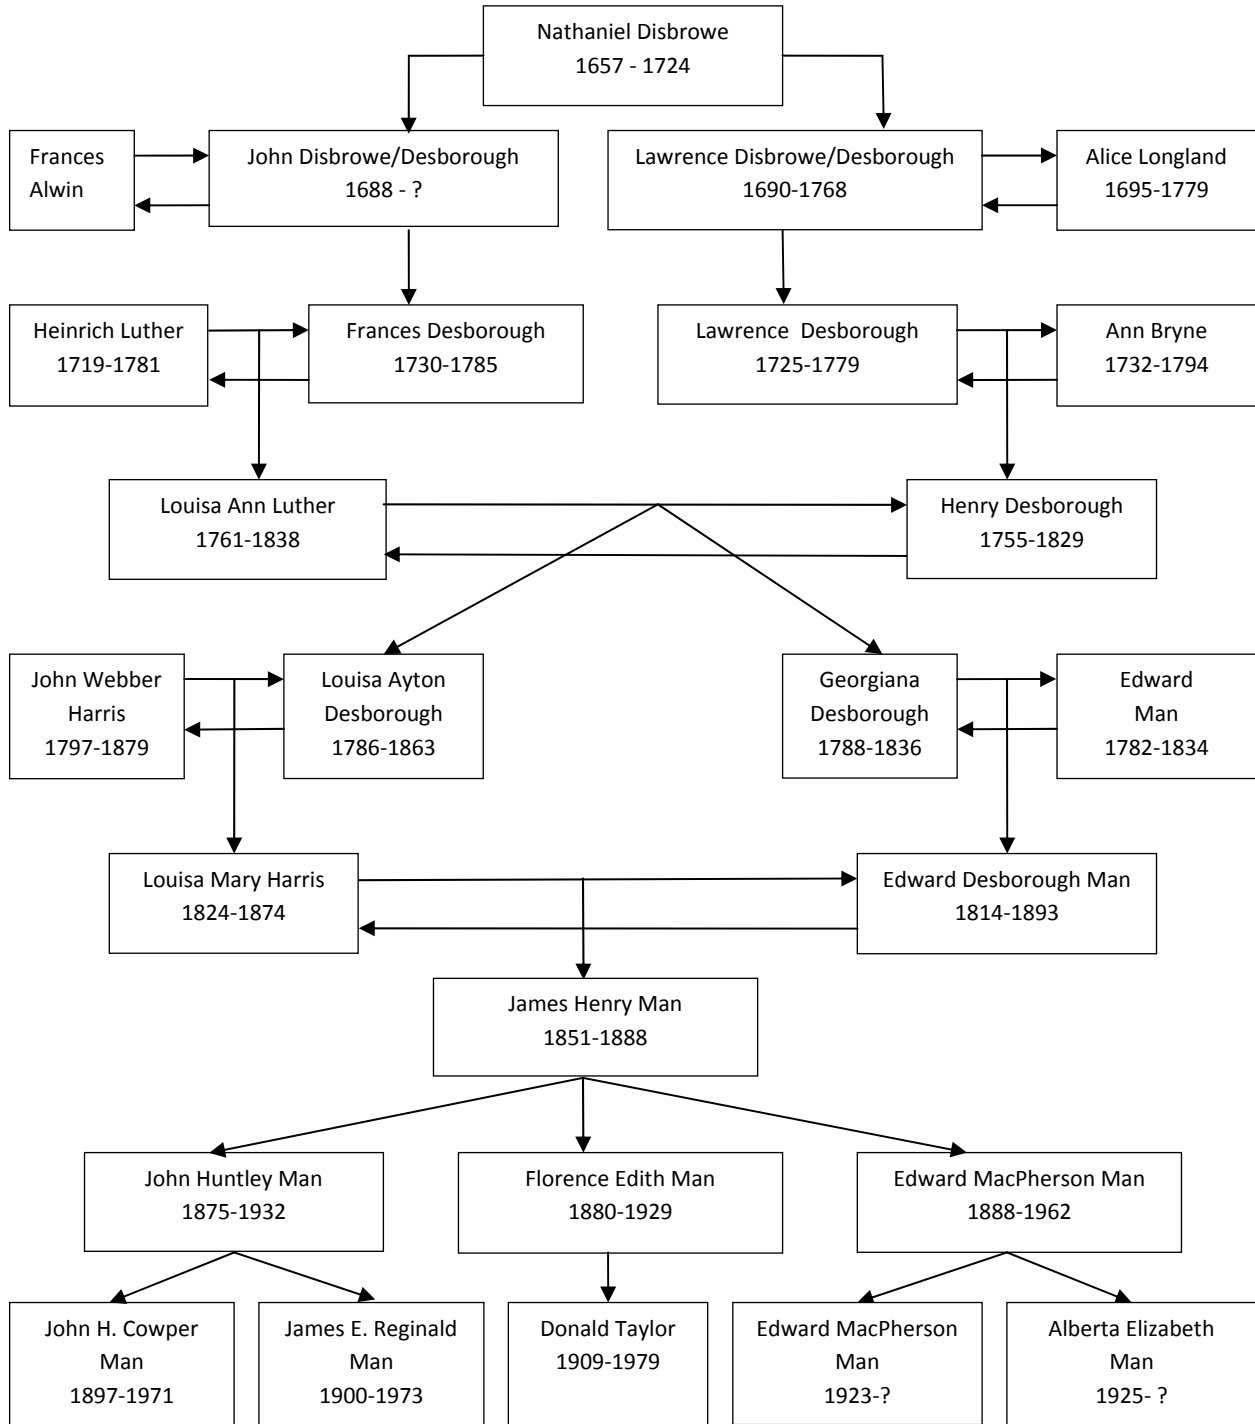 Nathaniel Disbrowe
1657 - 1724
Frances
Alwin
John Disbrowe/Desborough
1688 - ?
Lawrence Disbrowe/Desborough
1690-1768
Alice Longland
1695-1779
Heinrich Luther
1719-1781
Frances Desborough
1730-1785
Lawrence Desborough
1725-1779
Ann Bryne
1732-1794
Louisa Ann Luther
1761-1838
Henry Desborough
1755-1829
John Webber
Harris
1797-1879
Louisa Ayton
Desborough
1786-1863
Georgiana
Desborough
1788-1836
Edward
Man
1782-1834
Louisa Mary Harris
1824-1874
Edward Desborough Man
1814-1893
James Henry Man
1851-1888
John Huntley Man
1875-1932
Florence Edith Man
1880-1929
Edward MacPherson Man
1888-1962
John H. Cowper
Man
1897-1971
James E. Reginald
Man
1900-1973
Donald Taylor
1909-1979
Edward MacPherson
Man
1923-?
Alberta Elizabeth
Man
1925- ?